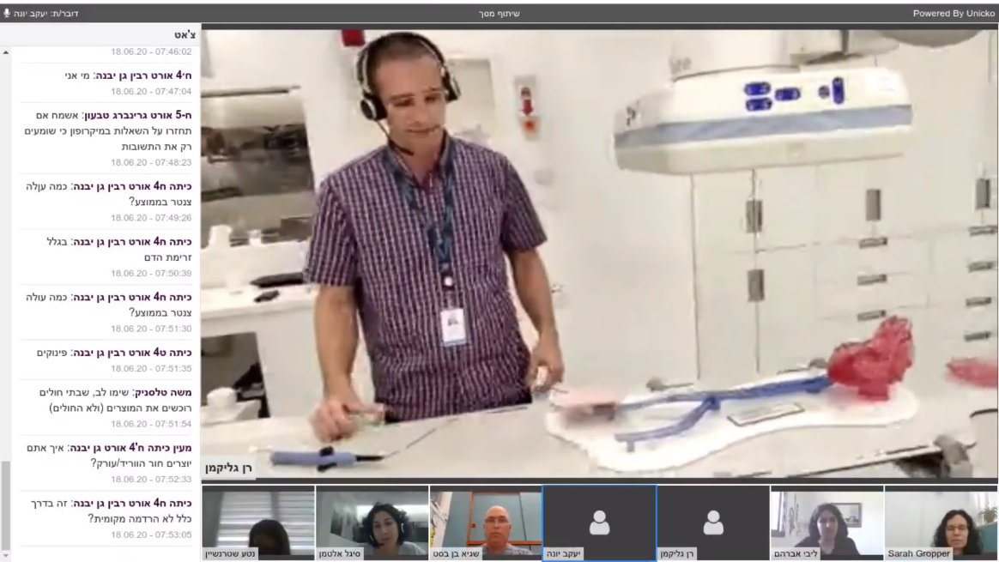 דובר/ת: יעקב יונה
שיתוף מסך
Powered By Unicko
צ'אט
18.06.20 - 07:46:02
ח'4 אורט רבין גן יבנה: מי אני
18.06.20 - 07:47:04
ח-5 אורט גרינברג טבעון: אשמח אם
תחזרו על השאלות במיקרופון כי שומעים
רק את התשובות
18.06.20 - 07:48:23
כיתה ח4 אורט רבין גן יבנה: כמה עןלה
צנטר בממוצע?
18.06.20 - 07:49:26
כיתה ח4 אורט רבין גן יבנה: בגלל
זרימת הדם
18.06.20 - 07:50:39
כיתה ח4 אורט רבין גן יבנה: כמה עולה
צנטר בממוצע?
18.06.20 - 07:51:30
כיתה ט4 אורט רבין גן יבנה: פינוקים
18.06.20 - 07:51:35
משה טלסניק: שימו לב, שבתי חולים
רוכשים את המוצרים (ולא החולים)
18.06.20 - 07:51:54
מעין כיתה ח'4 אורט גן יבנה: איך אתם
יוצרים חור הווריד/עורק?
18.06.20 - 07:52:33
כיתה ח4 אורט רבין גן יבנה: זה בדרך
כלל לא הרדמה מקומית?
18.06.20 - 07:53:05
רן גליקמן
נטע שטרנשיין
סיגל אלטמן
שגיא בן בסט
יעקב יונה
רן גליקמן
ליבי אברהם
Sarah Gropper